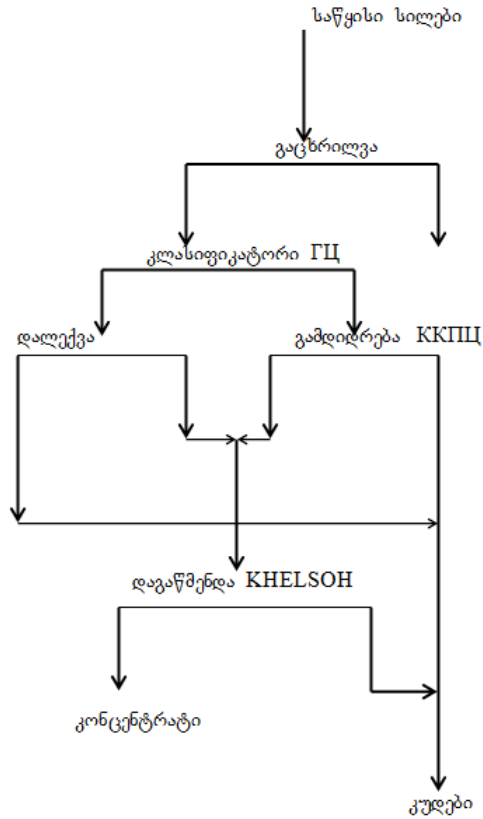 საწყისი სილები
გაცხრილვა
კლასიფიკატორი ГЦ
დალექვა
გამდიდრება ККПЦ
დაგაწმენდა KHELSOH
კონცენტრატი
კუდები